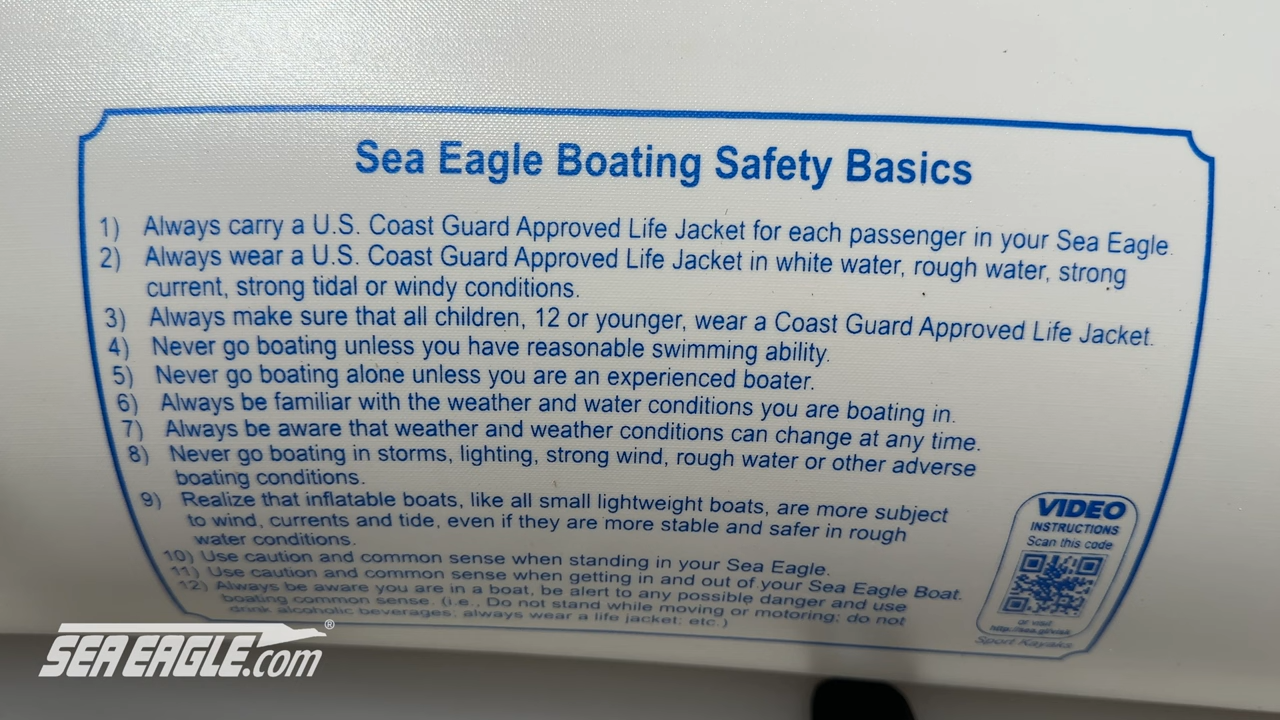 Sea Eagle Boating Safety Basics
1) Always carry a U.S. Coast Guard Approved Life Jacket for each passenger in your Sea Eagle.
2) Always wear a U.S. Coast Guard Approved Life Jacket in white water, rough water, strong
current, strong tidal or windy conditions.
3) Always make sure that all children, 12 or younger, wear a Coast Guard Approved Life Jacket.
4) Never go boating unless you have reasonable swimming ability.
5) Never go boating alone unless you are an experienced boater.
6) Always be familiar with the weather and water conditions you are boating in.
7) Always be aware that weather and weather conditions can change at any time.
8) Never go boating in storms, lighting, strong wind, rough water or other adverse
boating conditions.
9) Realize that inflatable boats, like all small lightweight boats, are more subject
to wind, currents and tide, even if they are more stable and safer in rough
water conditions.
10) Use caution and common sense when standing in your Sea Eagle.
11) Use caution and common sense when getting in and out of your Sea Eagle Boat.
12) Always be aware you are in a boat, be alert to any possible danger and use
boating common sense. (i.e., Do not stand while moving or motoring; do not
drink alcoholic beverages; always wear a life jacket; etc.)
VIDEO
INSTRUCTIONS
Scan this code
or visit
Sport Kayaks
SEA EAGLE.com®